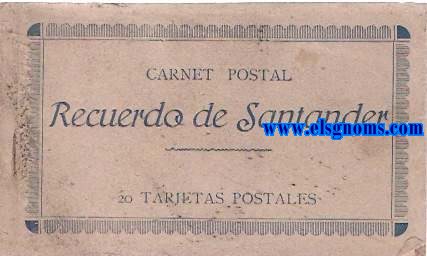 CARNET POSTAL
Recuerdo de Santander
www.elsgnoms.com
20 TARJETAS POSTALES